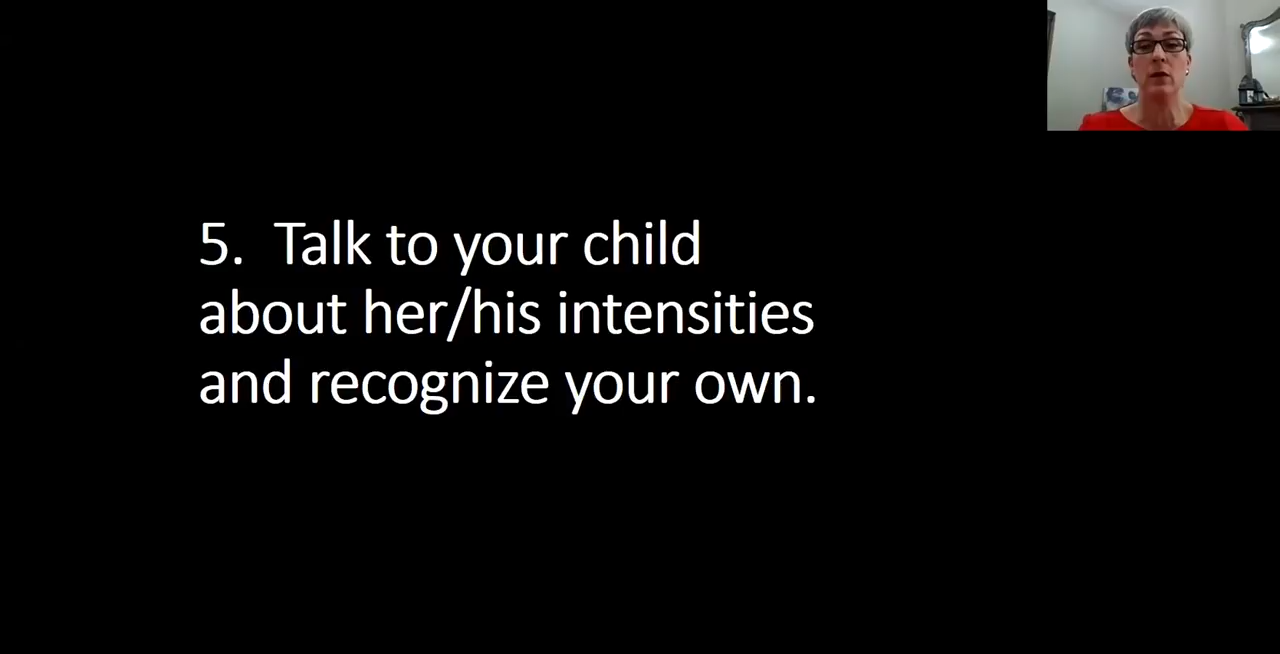 5.  Talk to your child
about her/his intensities
and recognize your own.